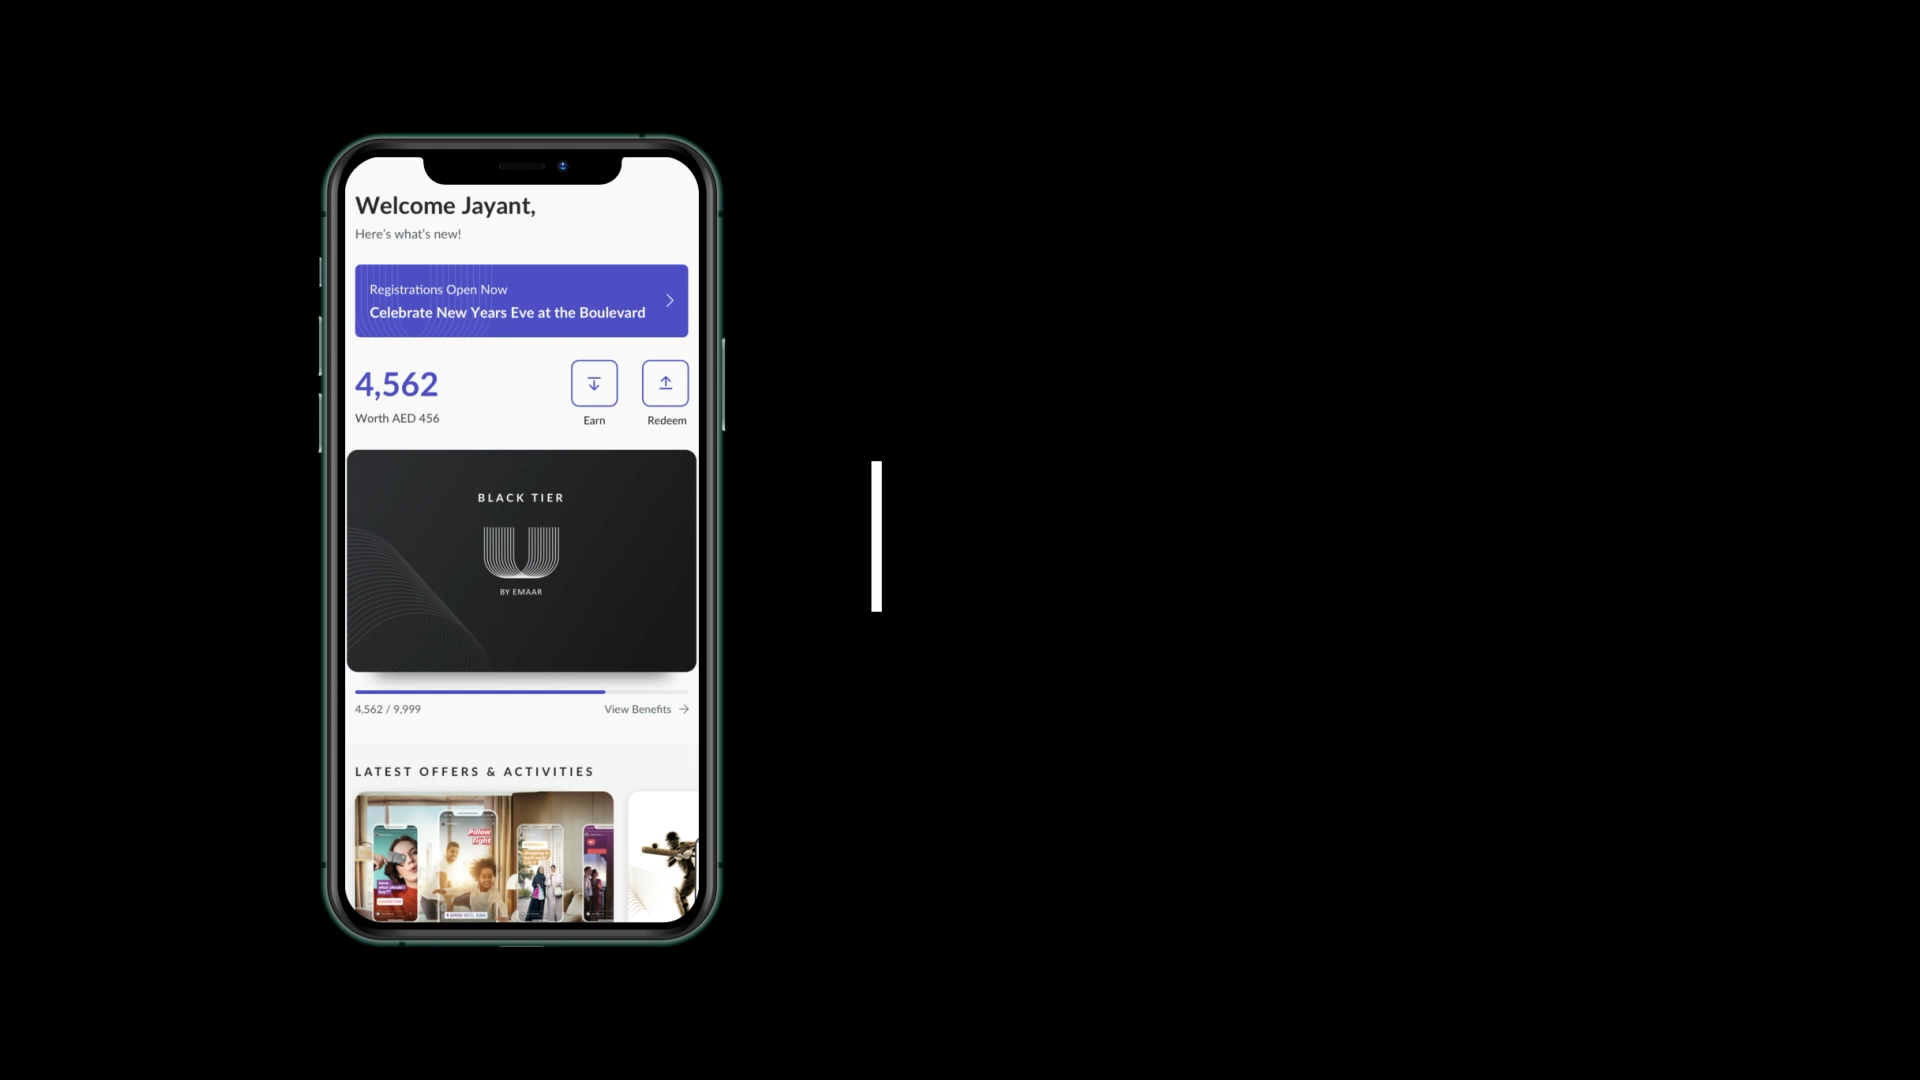 Welcome Jayant,
Here's what's new!
Registrations Open Now
Celebrate New Years Eve at the Boulevard
4,562
Worth AED 456
Earn
Redeem
BLACK TIER
U
BY EMAAR
4,562 / 9,999
View Benefits
LATEST OFFERS & ACTIVITIES
Pillow
fight